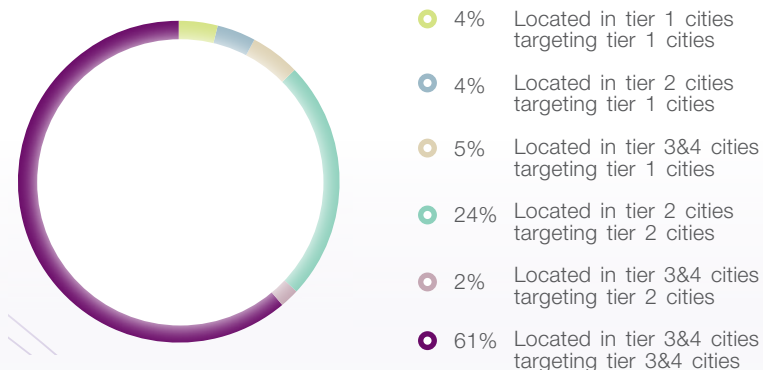 4% Located in tier 1 cities
targeting tier 1 cities
4% Located in tier 2 cities
targeting tier 1 cities
5% Located in tier 3&4 cities
targeting tier 1 cities
24% Located in tier 2 cities
targeting tier 2 cities
2% Located in tier 3&4 cities
targeting tier 2 cities
61% Located in tier 3&4 cities
targeting tier 3&4 cities